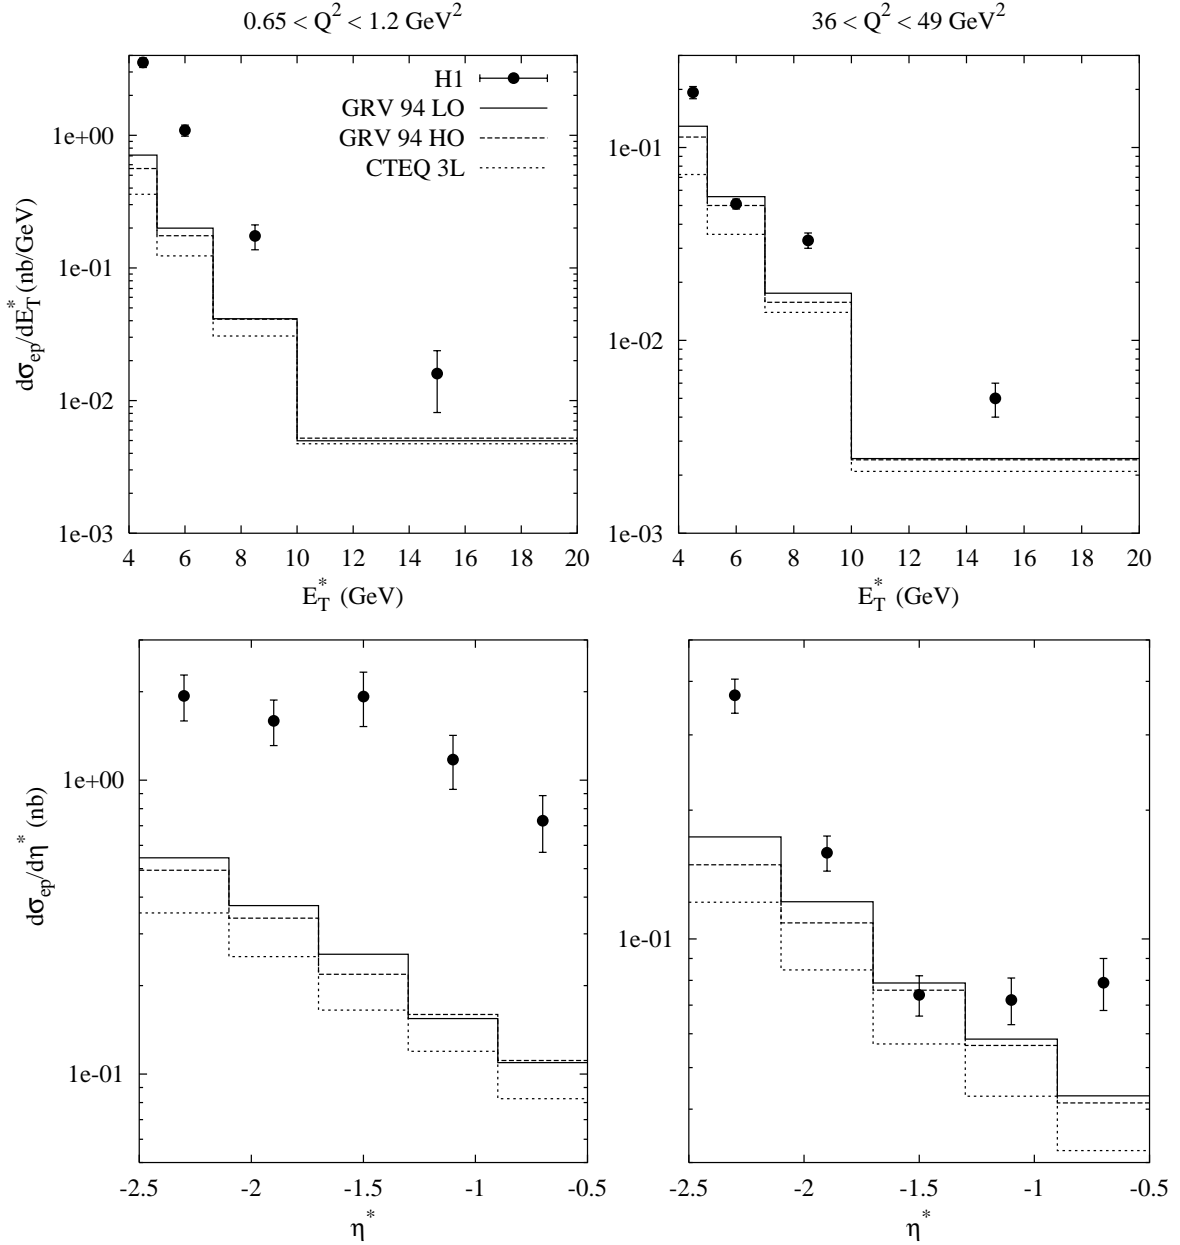 0.65 < Q^2 < 1.2 GeV^2
36 < Q^2 < 49 GeV^2
H1
GRV 94 LO
GRV 94 HO
CTEQ 3L
dσ_ep/dE_T^* (nb/GeV)
1e+00
1e-01
1e-02
1e-03
4 6 8 10 12 14 16 18 20
E_T^* (GeV)
1e-01
1e-02
1e-03
4 6 8 10 12 14 16 18 20
E_T^* (GeV)
dσ_ep/dη^* (nb)
1e+00
1e-01
-2.5 -2 -1.5 -1 -0.5
η^*
1e-01
-2.5 -2 -1.5 -1 -0.5
η^*